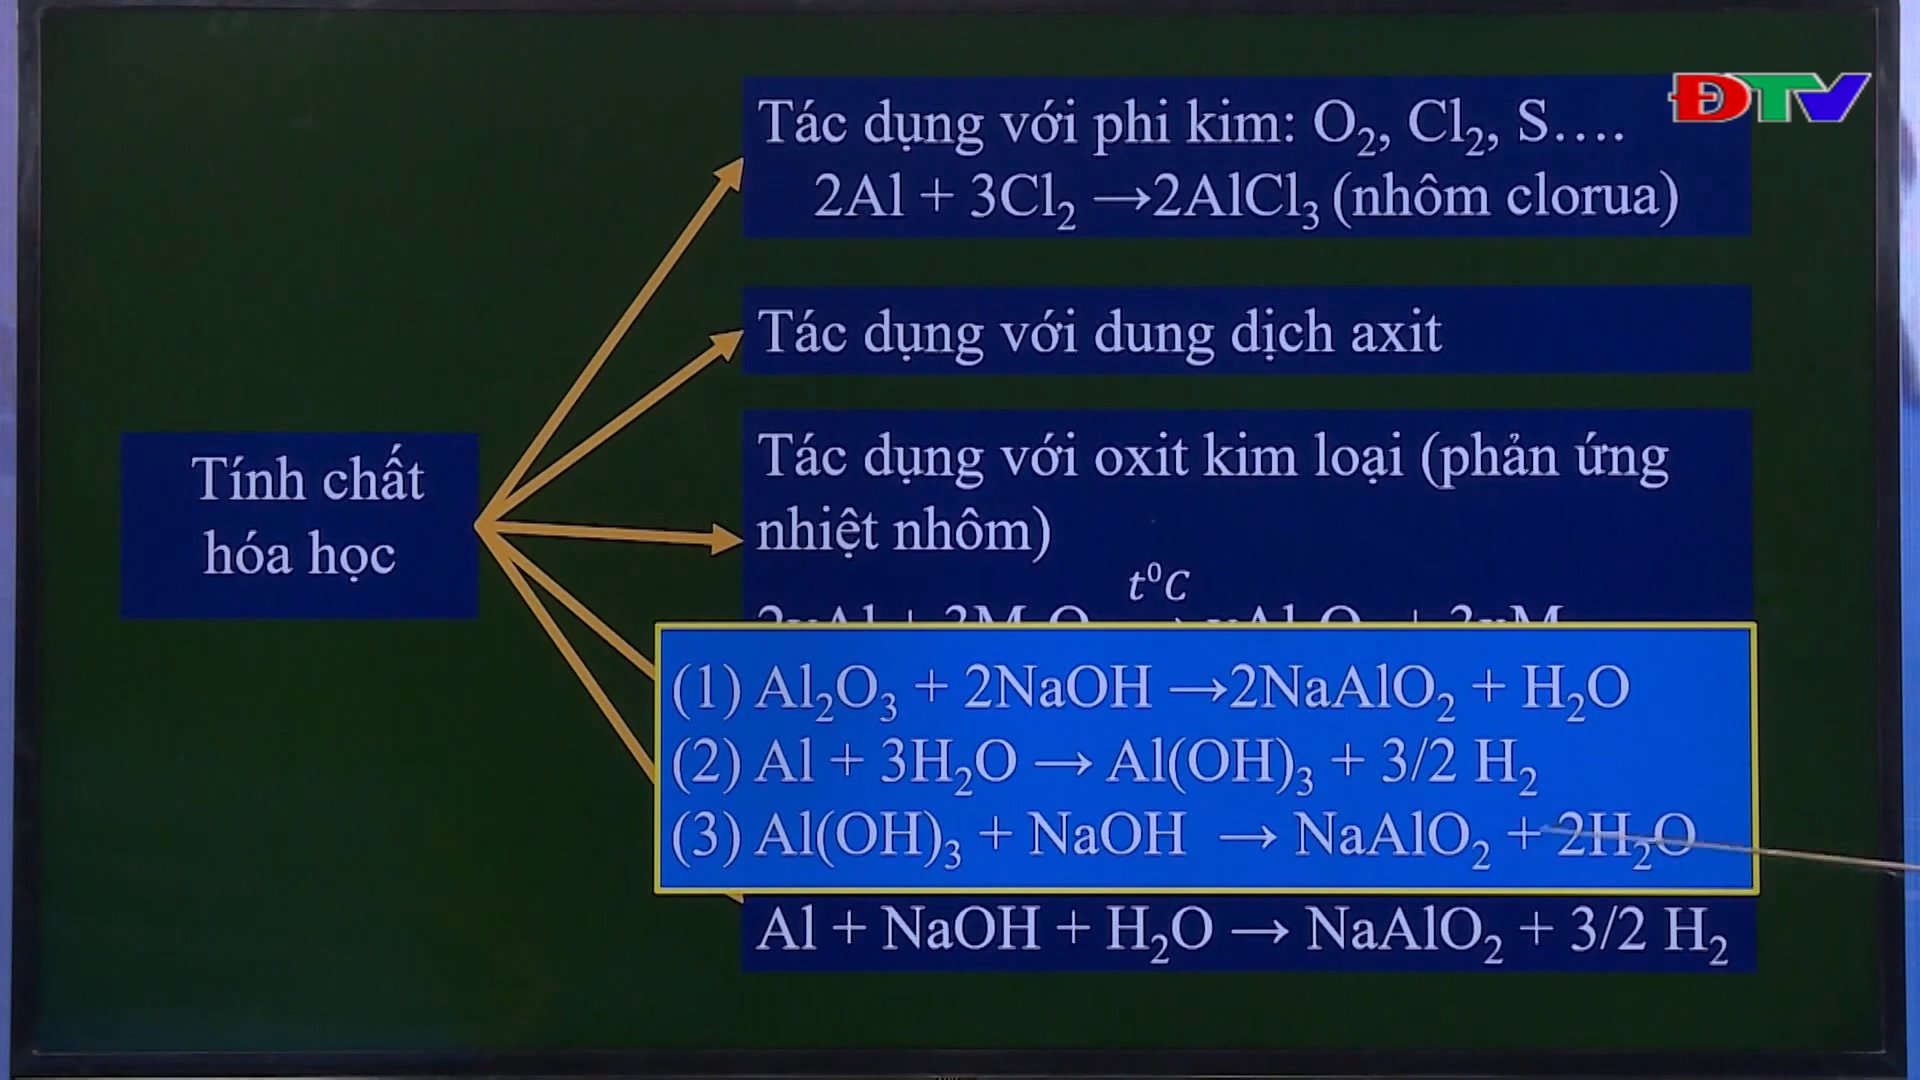 ĐTV
Tác dụng với phi kim: O₂, Cl₂, S….
2Al + 3Cl₂ →2AlCl₃ (nhôm clorua)
Tác dụng với dung dịch axit
Tính chất
hóa học
Tác dụng với oxit kim loại (phản ứng
nhiệt nhôm)
t⁰C
(1) Al₂O₃ + 2NaOH →2NaAlO₂ + H₂O
(2) Al + 3H₂O → Al(OH)₃ + 3/2 H₂
(3) Al(OH)₃ + NaOH → NaAlO₂ + 2H₂O
Al + NaOH + H₂O → NaAlO₂ + 3/2 H₂